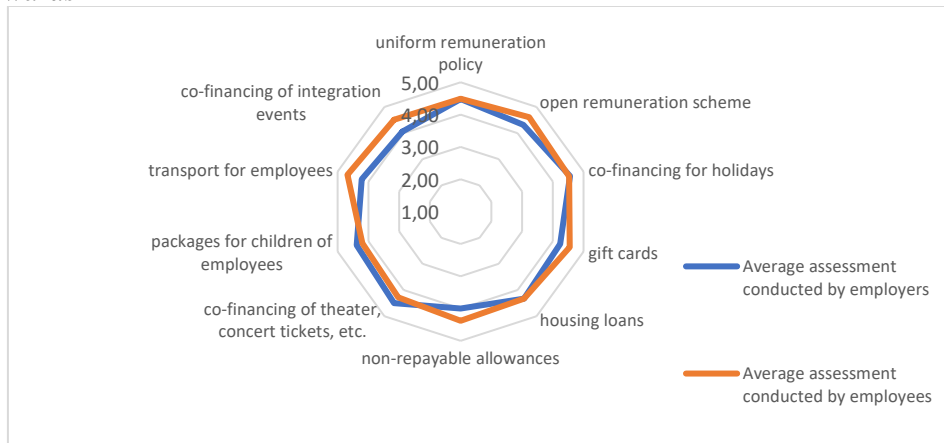 uniform remuneration
policy
open remuneration scheme
co-financing for holidays
gift cards
housing loans
non-repayable allowances
co-financing of theater,
concert tickets, etc.
packages for children of
employees
transport for employees
co-financing of integration
events
5,00
4,00
3,00
2,00
1,00
Average assessment
conducted by employers
Average assessment
conducted by employees